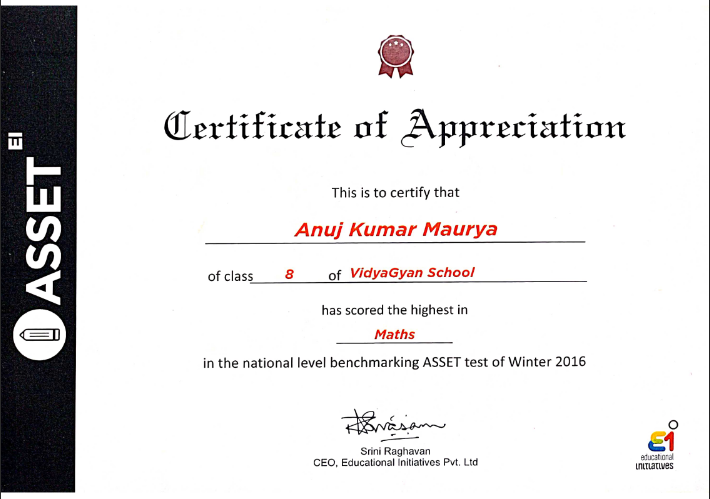 EI ASSET
Certificate of Appreciation
This is to certify that
Anuj Kumar Maurya
of class 8 of VidyaGyan School
has scored the highest in
Maths
in the national level benchmarking ASSET test of Winter 2016
Srini Raghavan
CEO, Educational Initiatives Pvt. Ltd
Ei
educational
initiatives